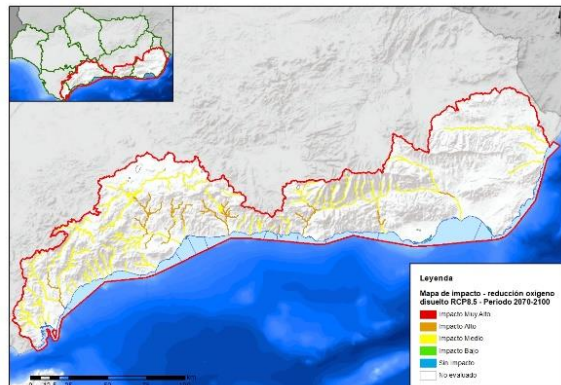 Leyenda
Mapa de impacto - reducción oxígeno
disuelto RCP8.5 - Periodo 2070-2100
Impacto Muy Alto
Impacto Alto
Impacto Medio
Impacto Bajo
Sin Impacto
No evaluado